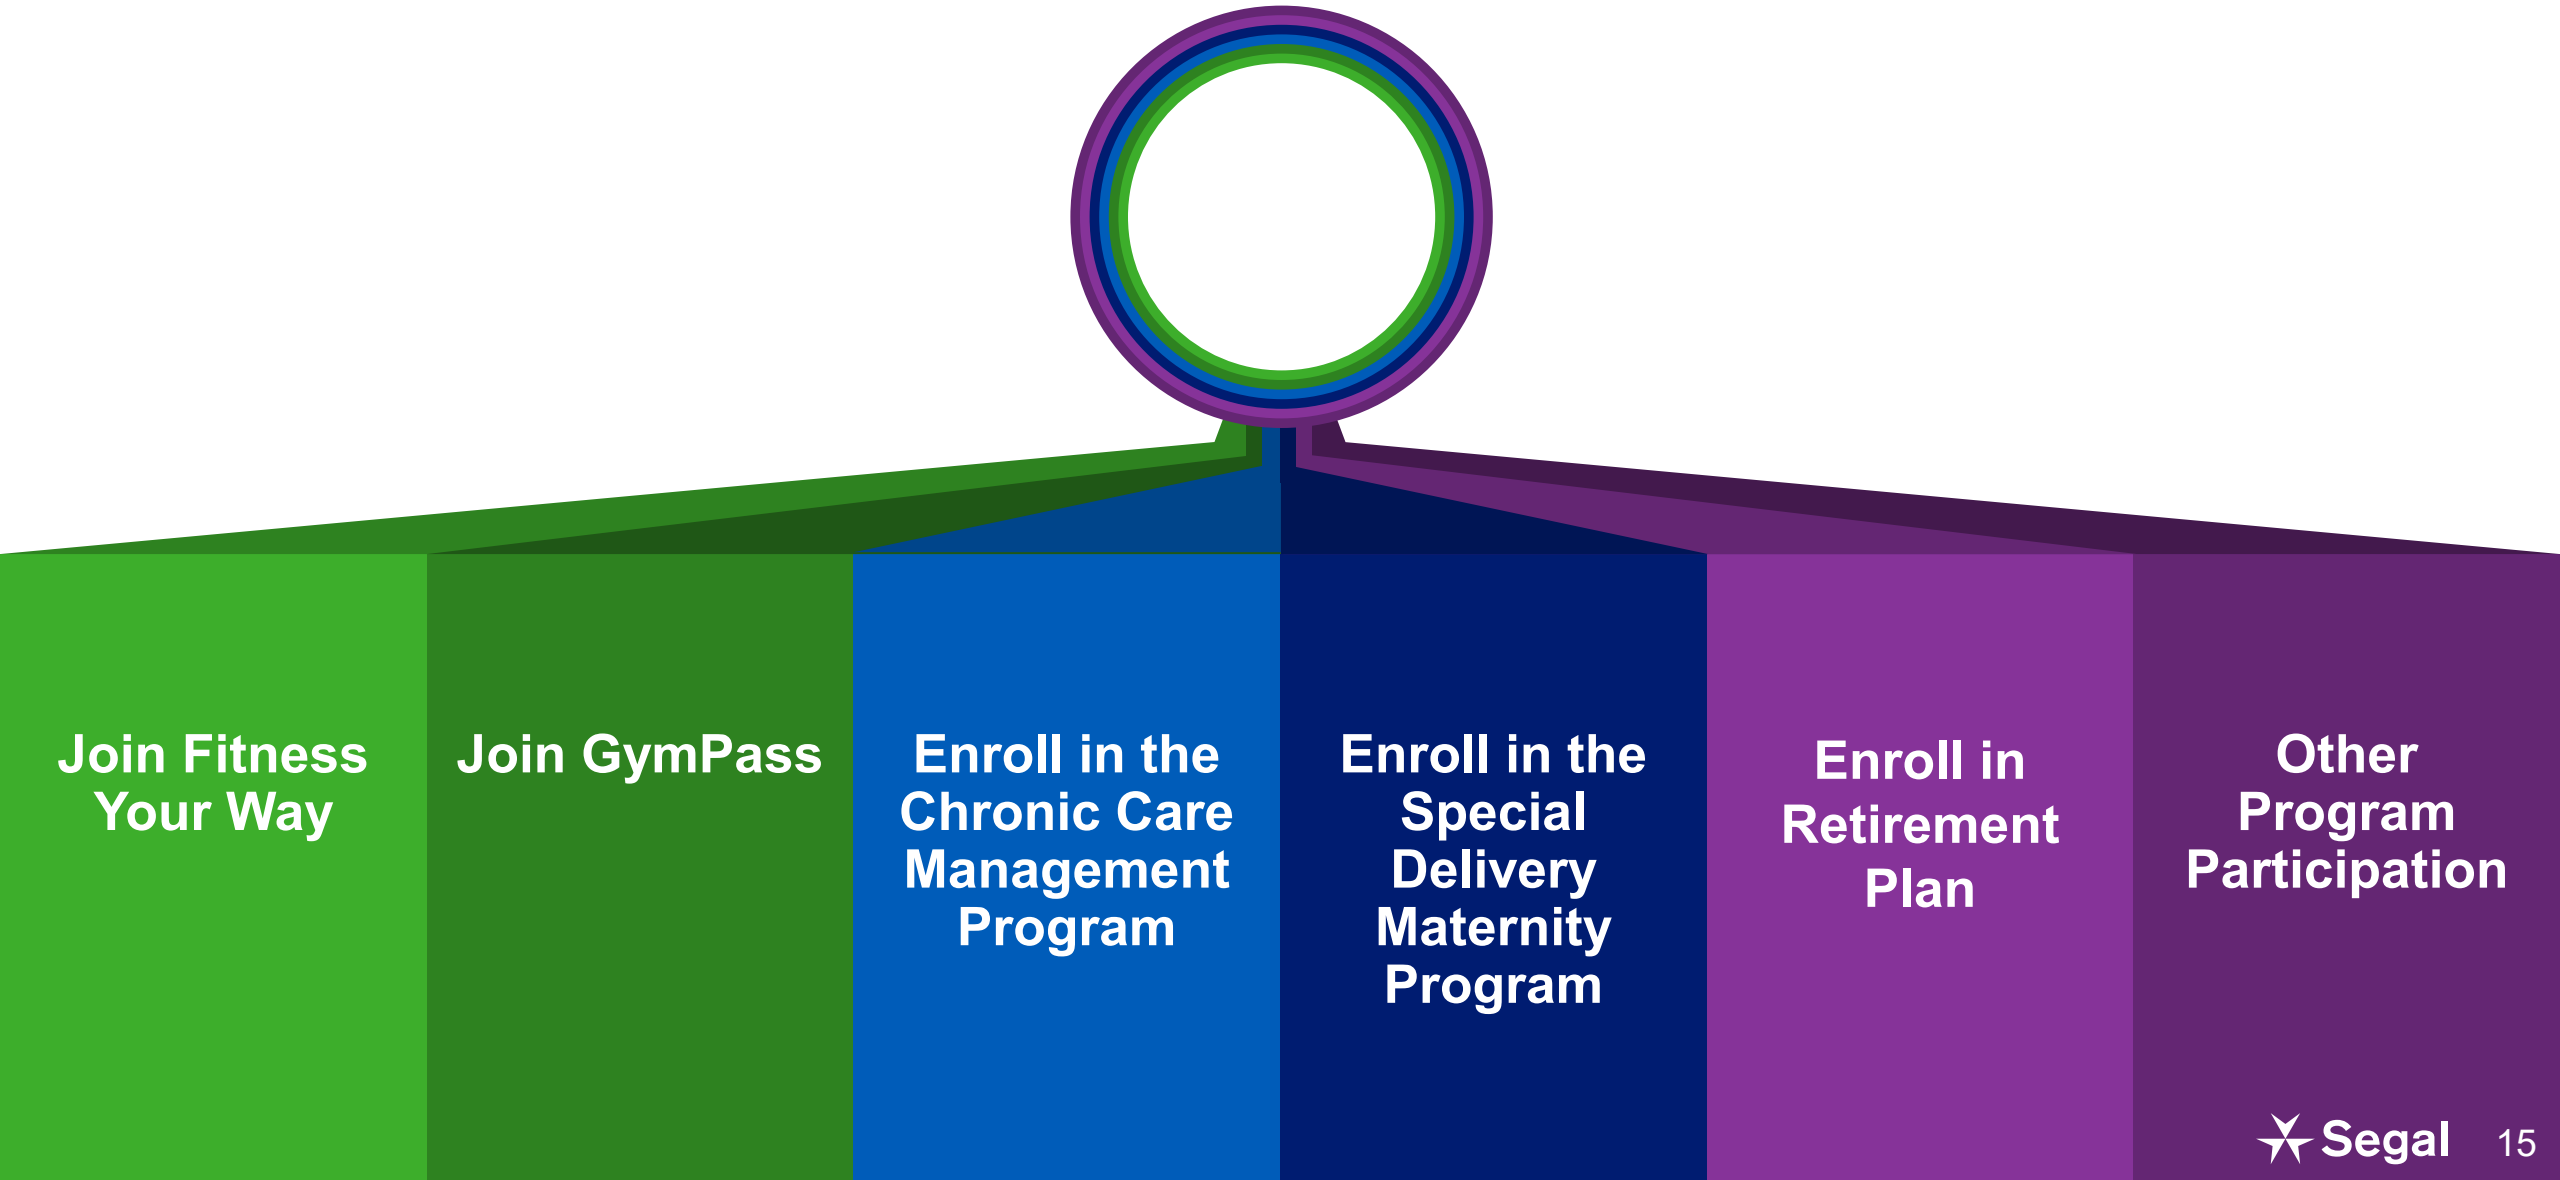 Join Fitness
Your Way
Join GymPass
Enroll in the
Chronic Care
Management
Program
Enroll in the
Special
Delivery
Maternity
Program
Enroll in
Retirement
Plan
Other
Program
Participation
Segal 15